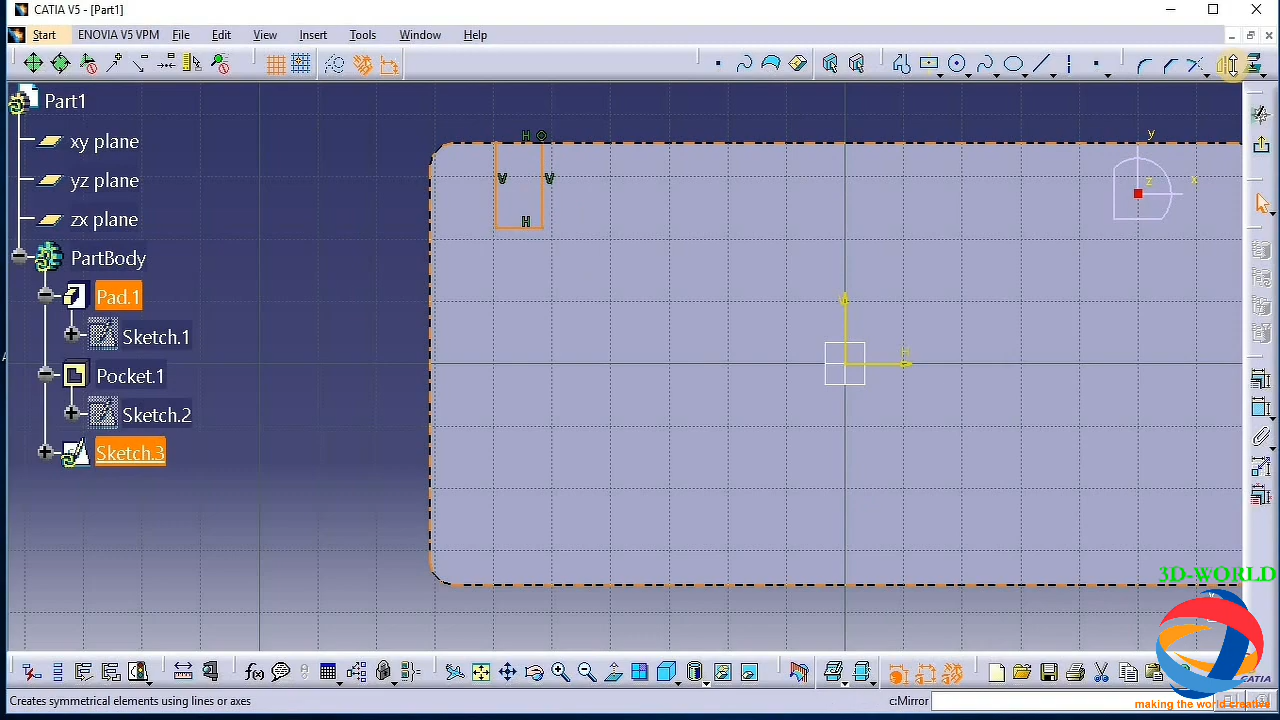 CATIA V5 - [Part1]
Start ENOVIA V5 VPM File Edit View Insert Tools Window Help
Part1
xy plane
yz plane
zx plane
PartBody
Pad.1
Sketch.1
Pocket.1
Sketch.2
Sketch.3
H
V V
H
y
z x
3D-WORLD
CATIA
making the world creative
Creates symmetrical elements using lines or axes c:Mirror